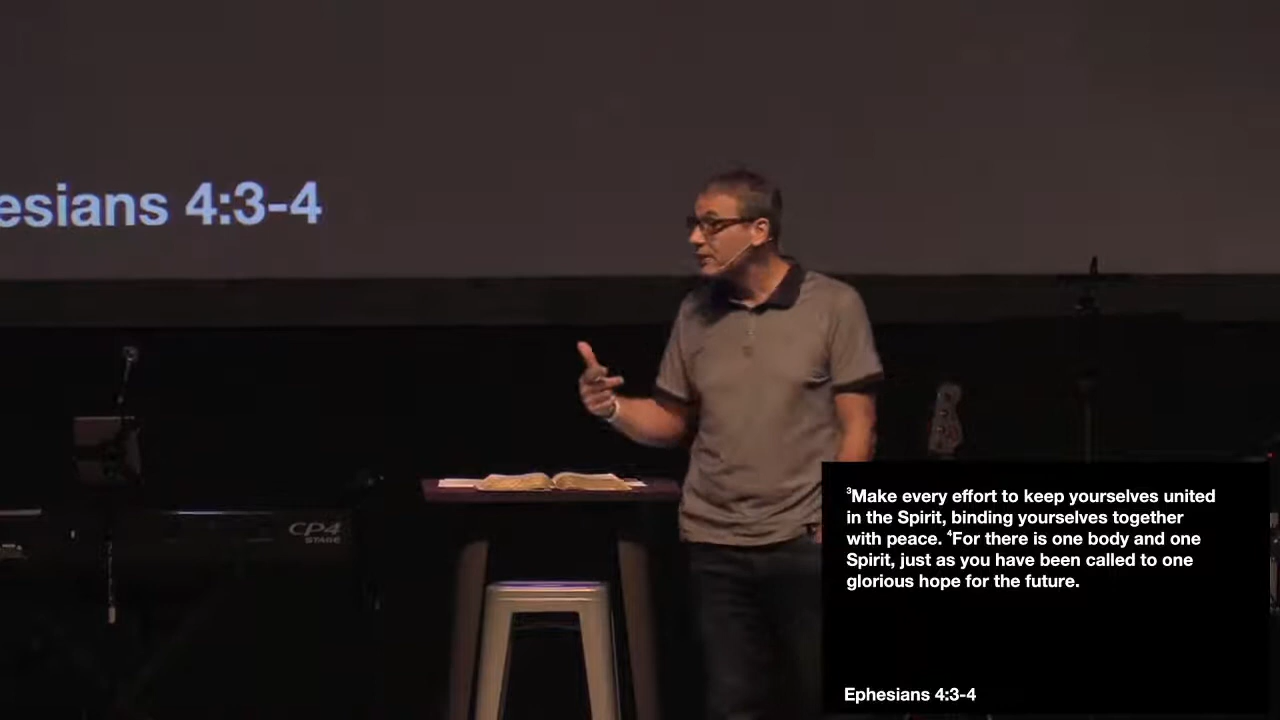 esians 4:3-4
CP4
STAGE
³Make every effort to keep yourselves united
in the Spirit, binding yourselves together
with peace. ⁴For there is one body and one
Spirit, just as you have been called to one
glorious hope for the future.
Ephesians 4:3-4